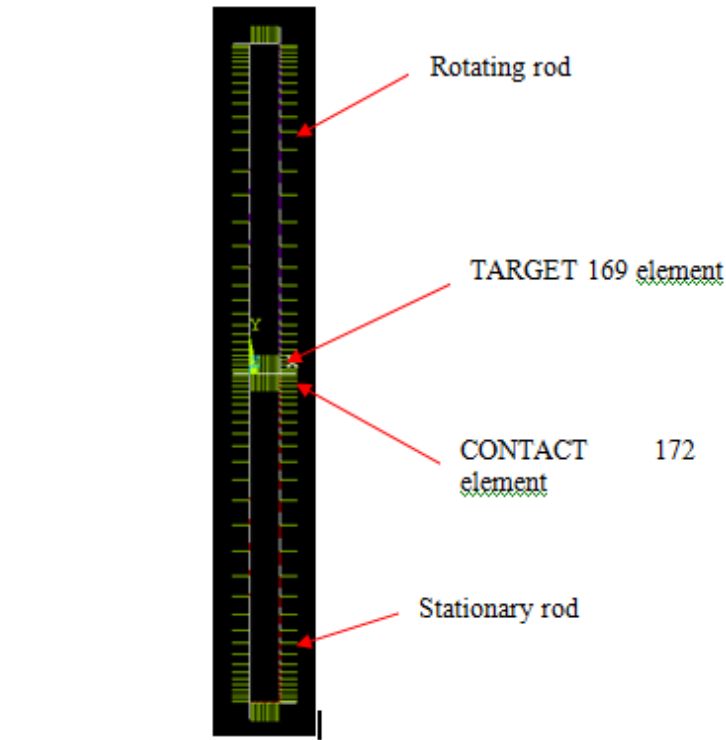 Rotating rod
TARGET 169 element
Y
X
CONTACT 172
element
Stationary rod